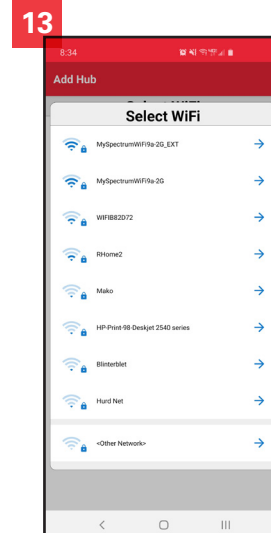 13
8:34
Add Hub
Select WiFi
MySpectrumWiFi9a-2G_EXT
MySpectrumWiFi9a-2G
WIFIB82D72
RHome2
Mako
HP-Print-98-Deskjet 2540 series
Blinterblet
Hurd Net
<Other Network>